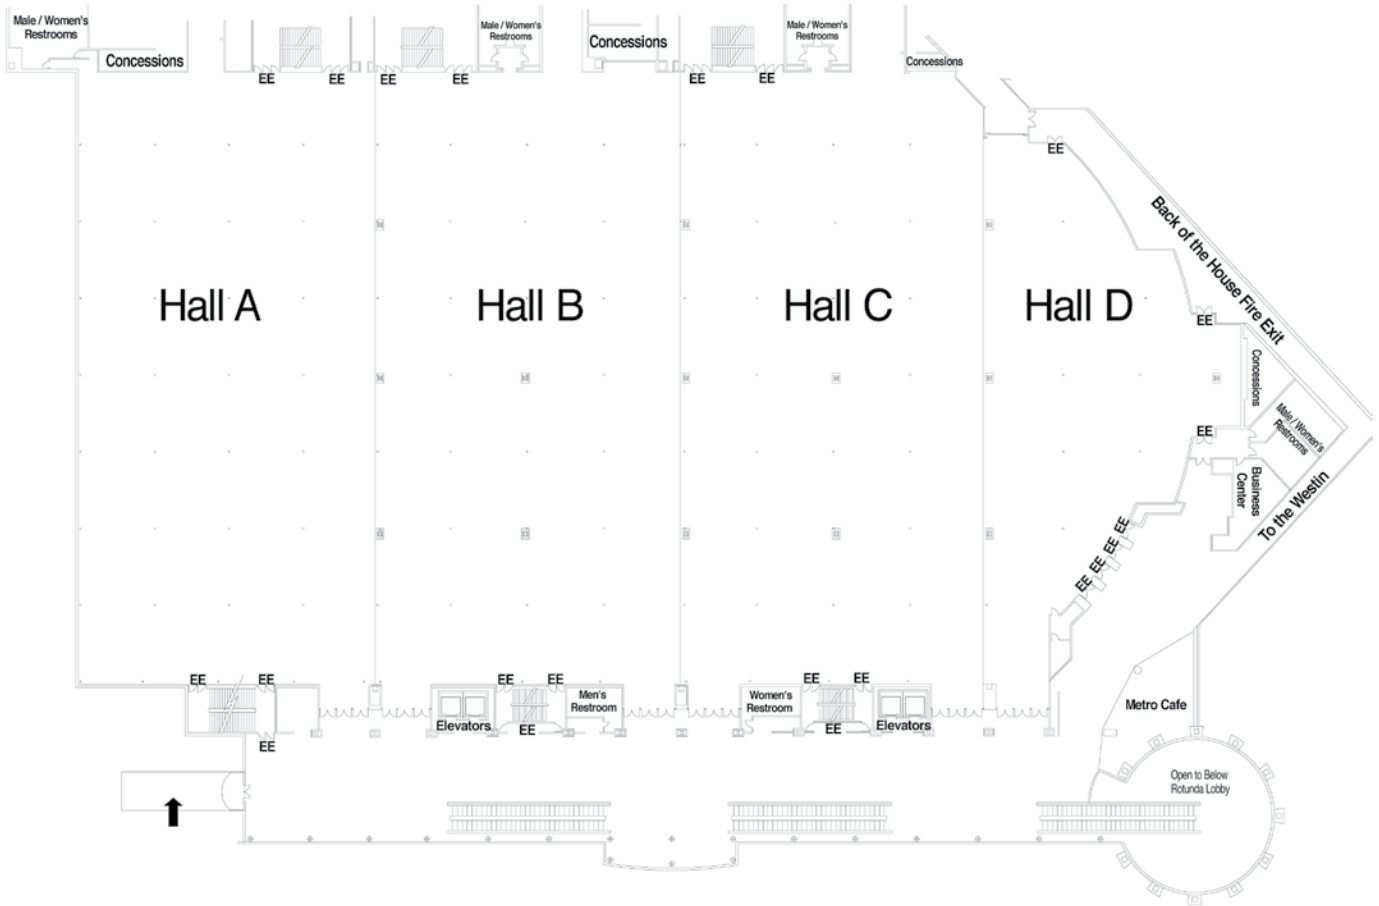 Male / Women's
Restrooms
Concessions
Male / Women's
Restrooms
Concessions
Male / Women's
Restrooms
Concessions
EE
EE
EE
EE
EE
EE
EE
Back of the House Fire Exit
Hall A
Hall B
Hall C
Hall D
EE
Concessions
Male / Women's
Restrooms
EE
Business
Center
To the Westin
EE
EE
EE
EE
EE
EE
EE
EE
EE
EE
Men's
Restroom
Women's
Restroom
Elevators
EE
EE
Elevators
EE
Metro Cafe
Open to Below
Rotunda Lobby